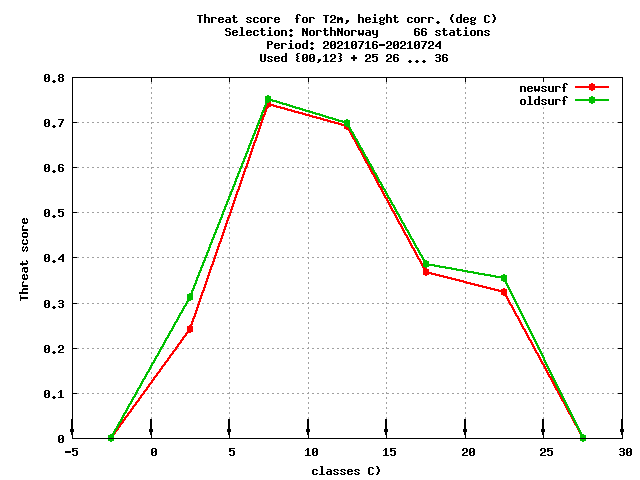 Threat score  for T2m, height corr. (deg C)
Selection: NorthNorway     66 stations
Period: 20210716-20210724
Used {00,12} + 25 26 ... 36
newsurf
oldsurf
Threat score
0.8
0.7
0.6
0.5
0.4
0.3
0.2
0.1
0
-5 0 5 10 15 20 25 30
classes C)